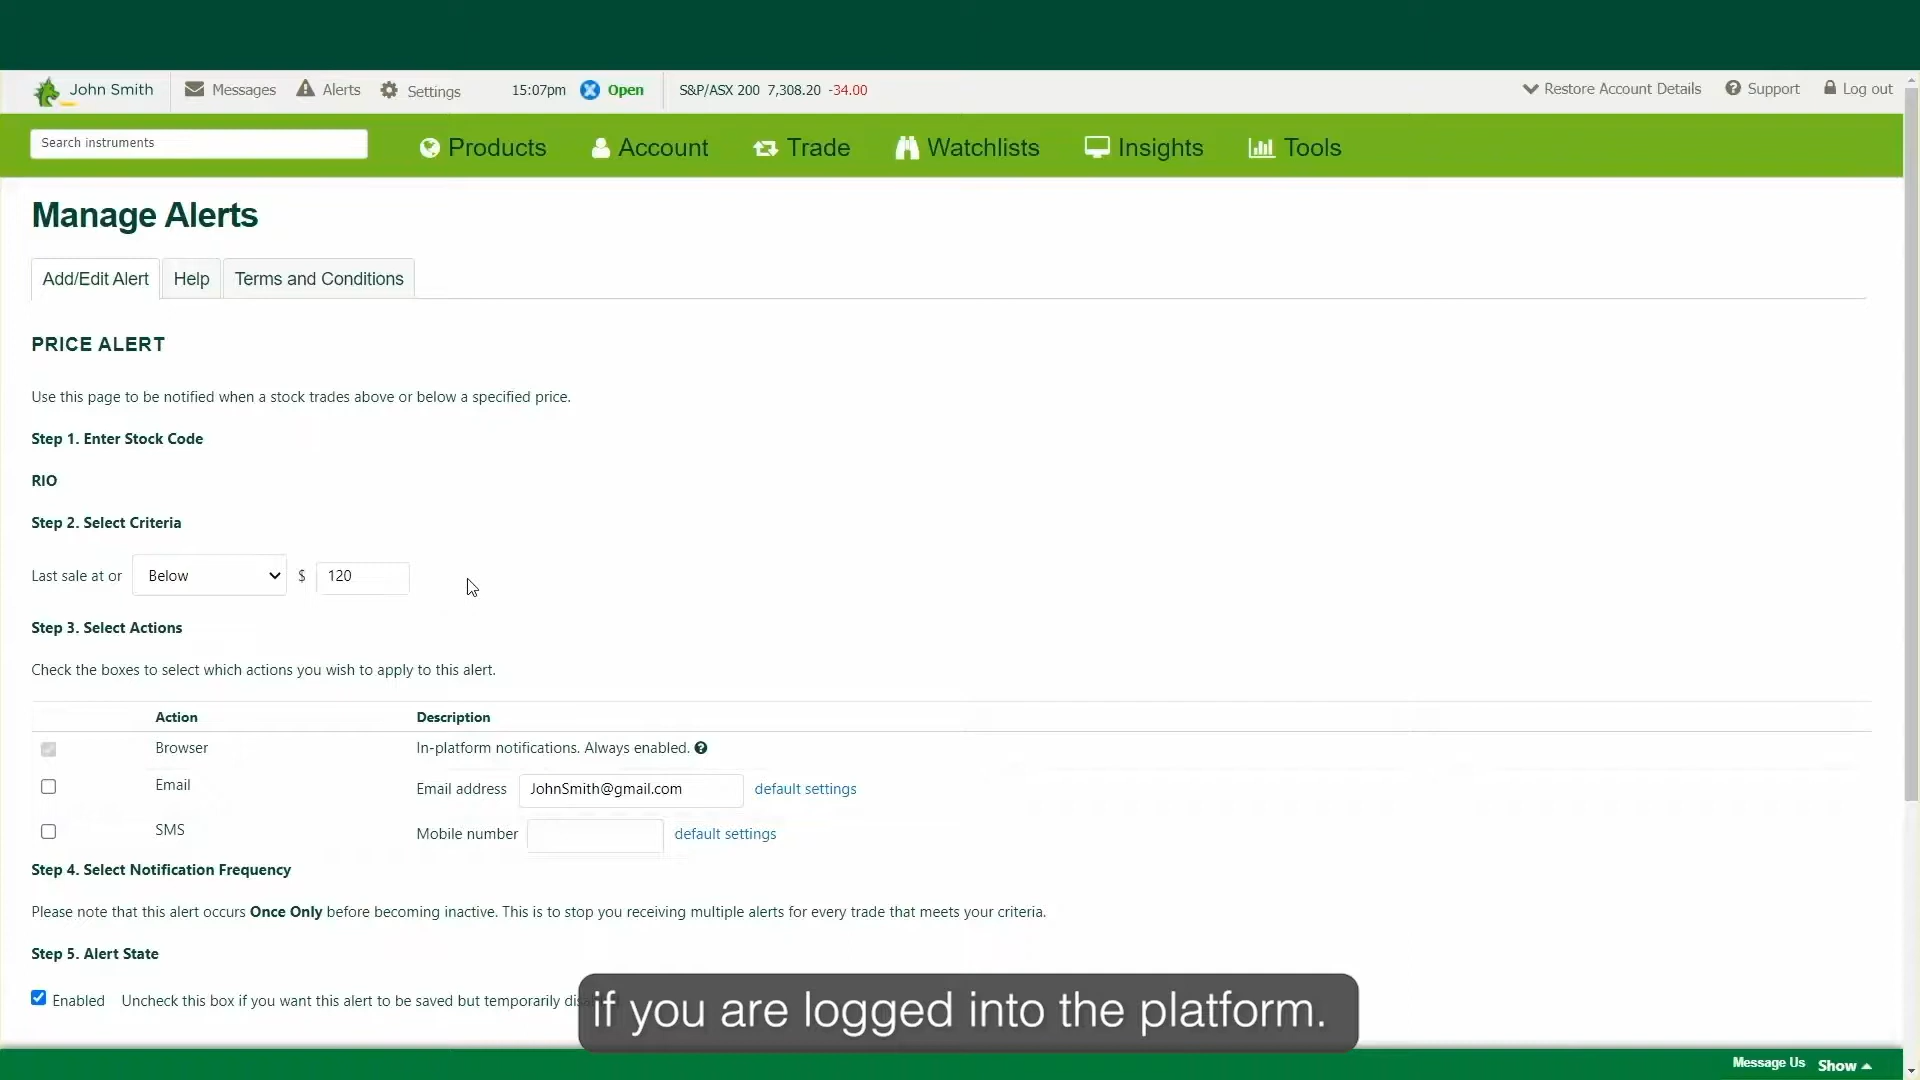 John Smith Messages Alerts Settings 15:07pm Open S&P/ASX 200 7,308.20 -34.00 Restore Account Details Support Log out
Search instruments Products Account Trade Watchlists Insights Tools
Manage Alerts
Add/Edit Alert Help Terms and Conditions
PRICE ALERT
Use this page to be notified when a stock trades above or below a specified price.
Step 1. Enter Stock Code
RIO
Step 2. Select Criteria
Last sale at or Below $ 120
Step 3. Select Actions
Check the boxes to select which actions you wish to apply to this alert.
Action Description
Browser In-platform notifications. Always enabled.
Email Email address JohnSmith@gmail.com default settings
SMS Mobile number default settings
Step 4. Select Notification Frequency
Please note that this alert occurs Once Only before becoming inactive. This is to stop you receiving multiple alerts for every trade that meets your criteria.
Step 5. Alert State
Enabled Uncheck this box if you want this alert to be saved but temporarily
if you are logged into the platform.
Message Us Show